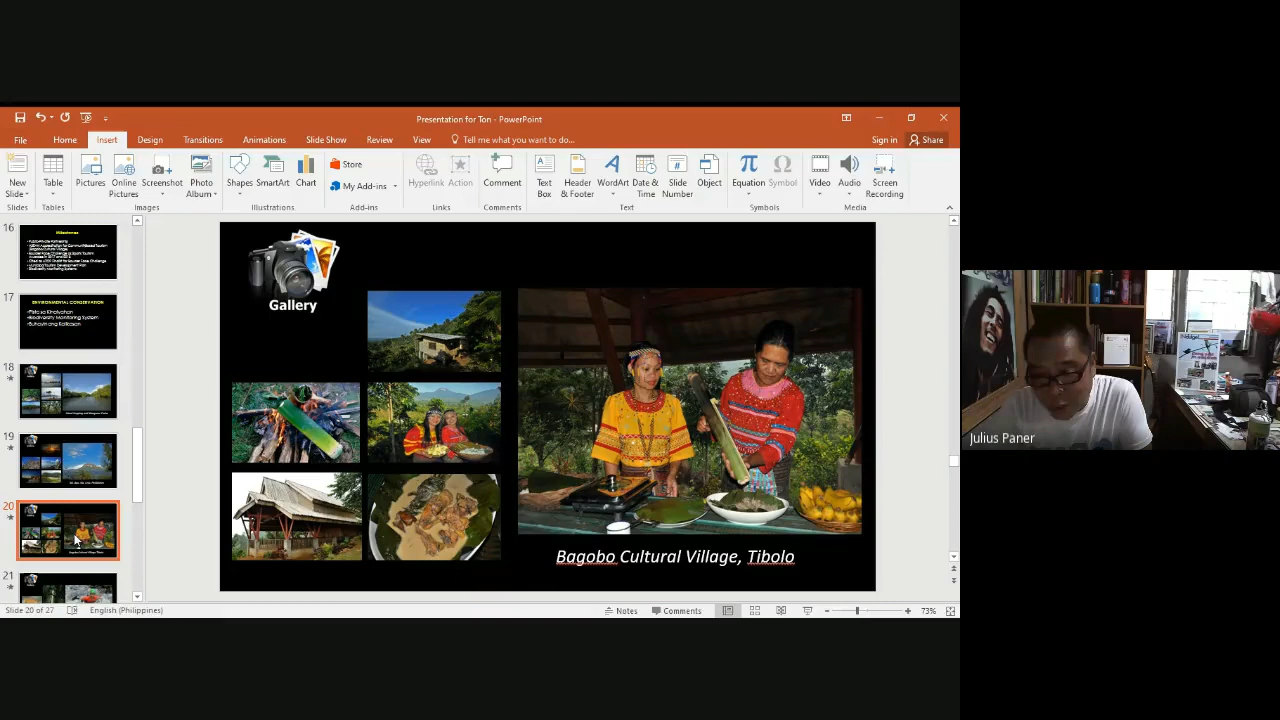 Presentation for Ton - PowerPoint
File Home Insert Design Transitions Animations Slide Show Review View Tell me what you want to do... Sign in Share
New Slide Table Pictures Online Pictures Screenshot Photo Album Shapes SmartArt Chart Store My Add-ins Hyperlink Action Comment Text Box Header & Footer WordArt Date & Time Slide Number Object Equation Symbol Video Audio Screen Recording
Slides Tables Images Illustrations Add-ins Links Comments Text Symbols Media
16
Milestones
17
ENVIRONMENTAL CONSERVATION
Biodiversity Monitoring System
18
19
20
21
Gallery
Bagobo Cultural Village, Tibolo
Slide 20 of 27 English (Philippines) Notes Comments 73%
Julius Paner